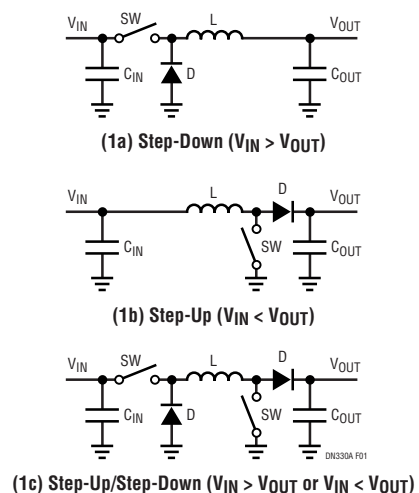 VIN SW L VOUT
CIN D COUT
(1a) Step-Down (VIN > VOUT)
D
VIN L VOUT
CIN SW COUT
(1b) Step-Up (VIN < VOUT)
D
VIN SW L VOUT
CIN D SW COUT
DN330A F01
(1c) Step-Up/Step-Down (VIN > VOUT or VIN < VOUT)